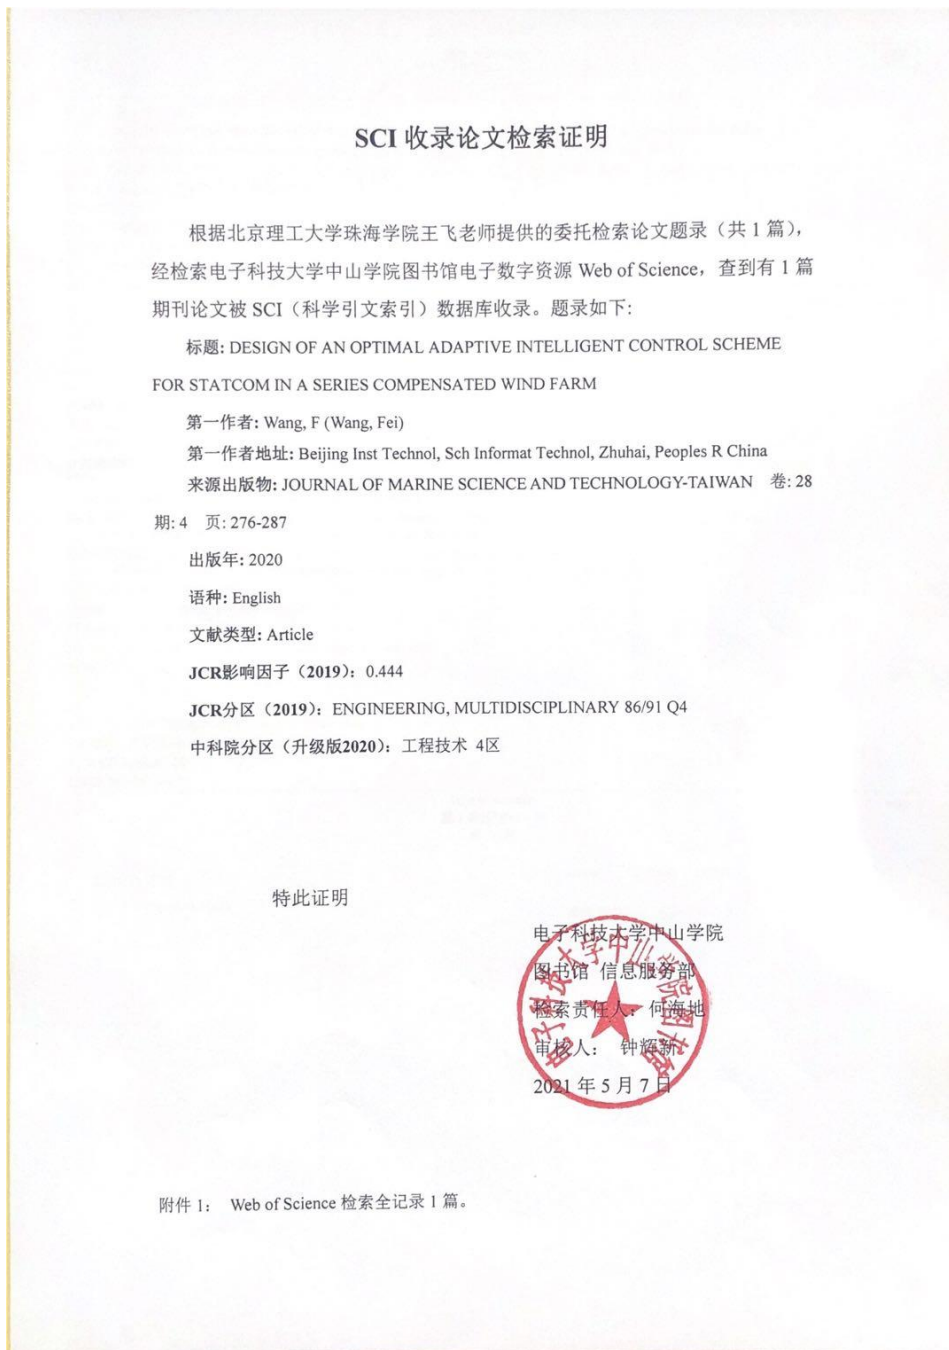 SCI 收录论文检索证明
根据北京理工大学珠海学院王飞老师提供的委托检索论文题录（共 1 篇），
经检索电子科技大学中山学院图书馆电子数字资源 Web of Science，查到有 1 篇
期刊论文被 SCI（科学引文索引）数据库收录。题录如下:
标题: DESIGN OF AN OPTIMAL ADAPTIVE INTELLIGENT CONTROL SCHEME
FOR STATCOM IN A SERIES COMPENSATED WIND FARM
第一作者: Wang, F (Wang, Fei)
第一作者地址: Beijing Inst Technol, Sch Informat Technol, Zhuhai, Peoples R China
来源出版物: JOURNAL OF MARINE SCIENCE AND TECHNOLOGY-TAIWAN 卷: 28
期: 4 页: 276-287
出版年: 2020
语种: English
文献类型: Article
JCR影响因子（2019）: 0.444
JCR分区（2019）: ENGINEERING, MULTIDISCIPLINARY 86/91 Q4
中科院分区（升级版2020）: 工程技术 4区
特此证明
电子科技大学中山学院
图书馆 信息服务部
检索责任人: 何海地
审核人: 钟辉新
2021 年 5 月 7 日
电子科技大学中山学院图书馆
附件 1: Web of Science 检索全记录 1 篇。